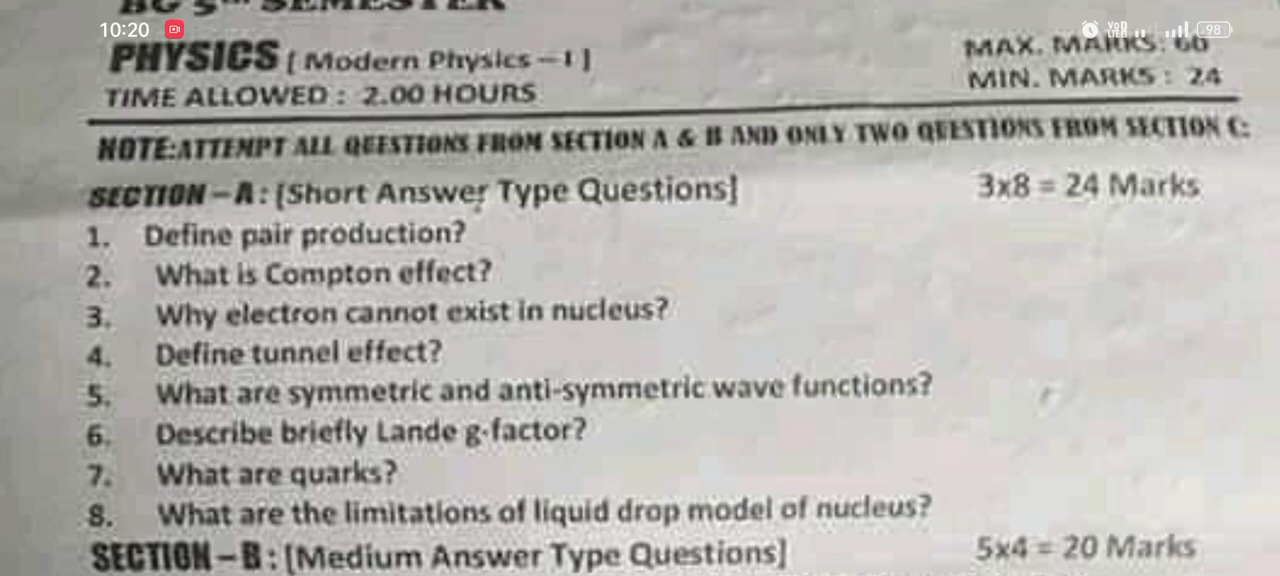 BG 5TH SEMESTER
10:20
98
PHYSICS [ Modern Physics – I ]
MAX. MARKS: 60
TIME ALLOWED : 2.00 HOURS
MIN. MARKS : 24
NOTE:ATTEMPT ALL QUESTIONS FROM SECTION A & B AND ONLY TWO QUESTIONS FROM SECTION C:
SECTION – A : [Short Answer Type Questions]
3x8 = 24 Marks
1. Define pair production?
2. What is Compton effect?
3. Why electron cannot exist in nucleus?
4. Define tunnel effect?
5. What are symmetric and anti-symmetric wave functions?
6. Describe briefly Lande g-factor?
7. What are quarks?
8. What are the limitations of liquid drop model of nucleus?
SECTION – B : [Medium Answer Type Questions]
5x4 = 20 Marks